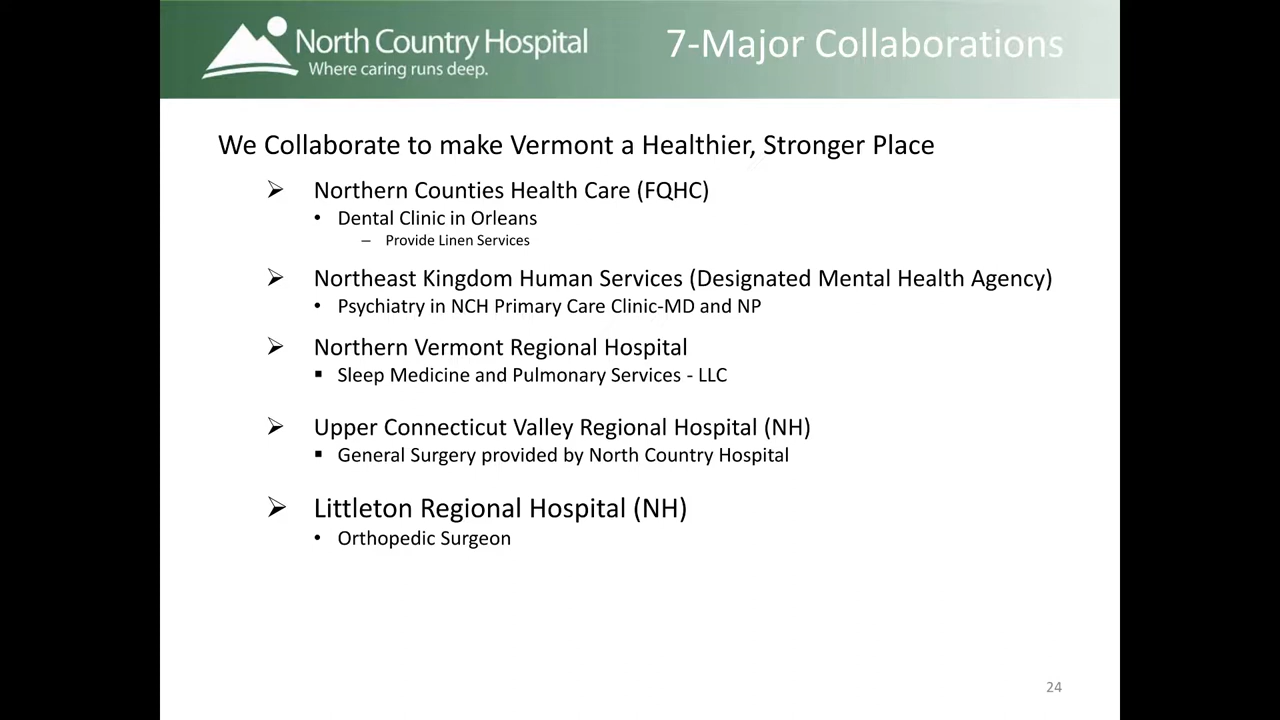 North Country Hospital
Where caring runs deep.
7-Major Collaborations
We Collaborate to make Vermont a Healthier, Stronger Place
➢ Northern Counties Health Care (FQHC)
• Dental Clinic in Orleans
– Provide Linen Services
➢ Northeast Kingdom Human Services (Designated Mental Health Agency)
• Psychiatry in NCH Primary Care Clinic-MD and NP
➢ Northern Vermont Regional Hospital
▪ Sleep Medicine and Pulmonary Services - LLC
➢ Upper Connecticut Valley Regional Hospital (NH)
▪ General Surgery provided by North Country Hospital
➢ Littleton Regional Hospital (NH)
• Orthopedic Surgeon
24